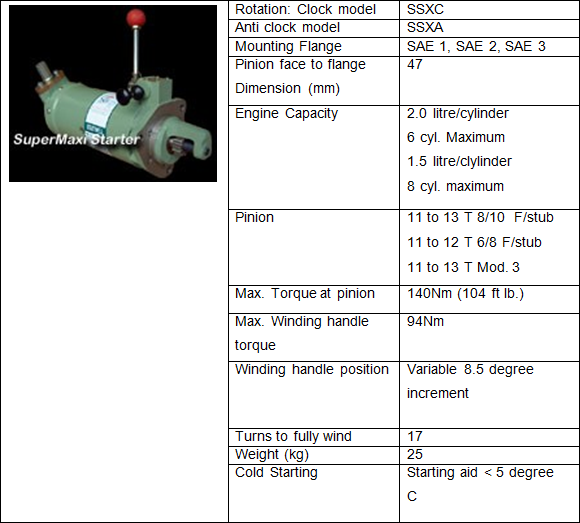 SuperMaxi Starter
Rotation: Clock model SSXC
Anti clock model SSXA
Mounting Flange SAE 1, SAE 2, SAE 3
Pinion face to flange 47
Dimension (mm)
Engine Capacity 2.0 litre/cylinder
6 cyl. Maximum
1.5 litre/clylinder
8 cyl. maximum
Pinion 11 to 13 T 8/10 F/stub
11 to 12 T 6/8 F/stub
11 to 13 T Mod. 3
Max. Torque at pinion 140Nm (104 ft lb.)
Max. Winding handle 94Nm
torque
Winding handle position Variable 8.5 degree
increment
Turns to fully wind 17
Weight (kg) 25
Cold Starting Starting aid < 5 degree
C